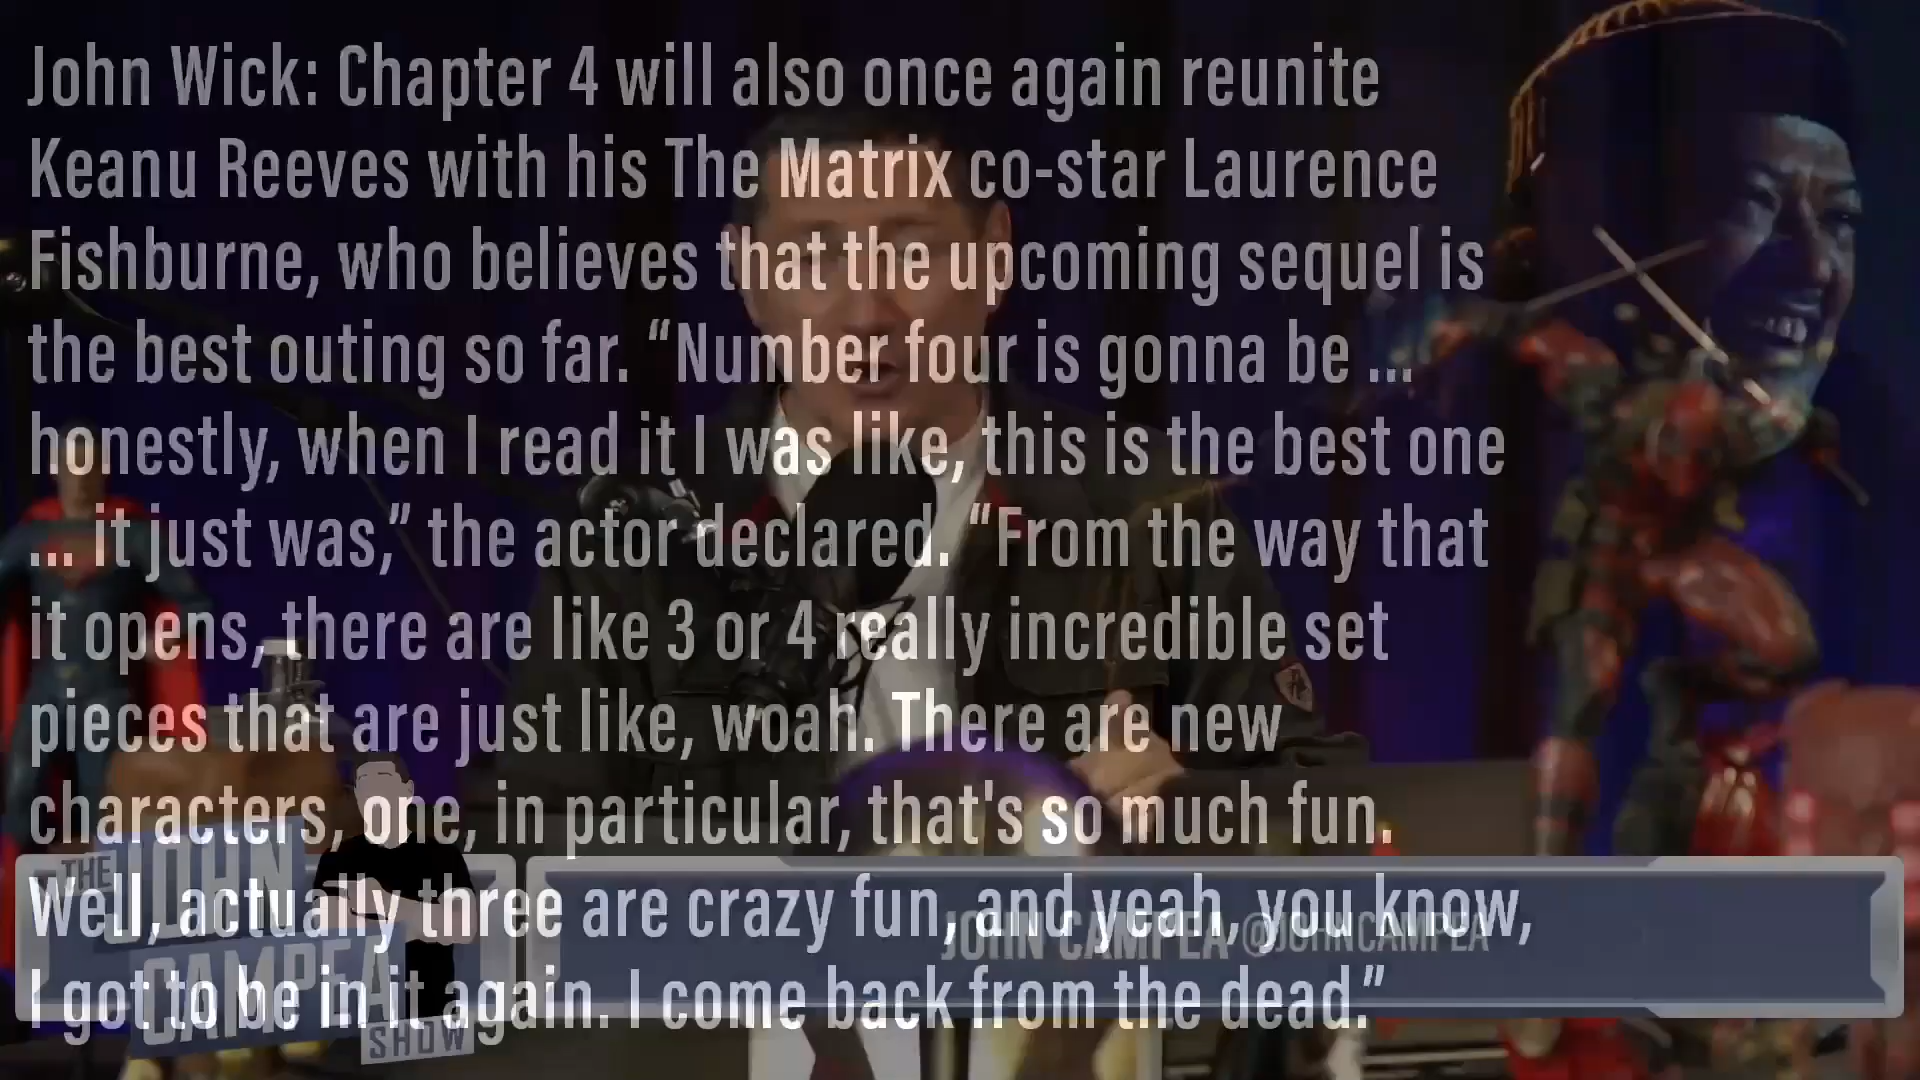 John Wick: Chapter 4 will also once again reunite
Keanu Reeves with his The Matrix co-star Laurence
Fishburne, who believes that the upcoming sequel is
the best outing so far. “Number four is gonna be ...
honestly, when I read it I was like, this is the best one
... it just was,” the actor declared. “From the way that
it opens, there are like 3 or 4 really incredible set
pieces that are just like, woah. There are new
characters, one, in particular, that's so much fun.
Well, actually three are crazy fun, and yeah, you know,
I got to be in it again. I come back from the dead.”
THE
JOHN
CAMPEA
SHOW
JOHN CAMPEA @JOHNCAMPEA